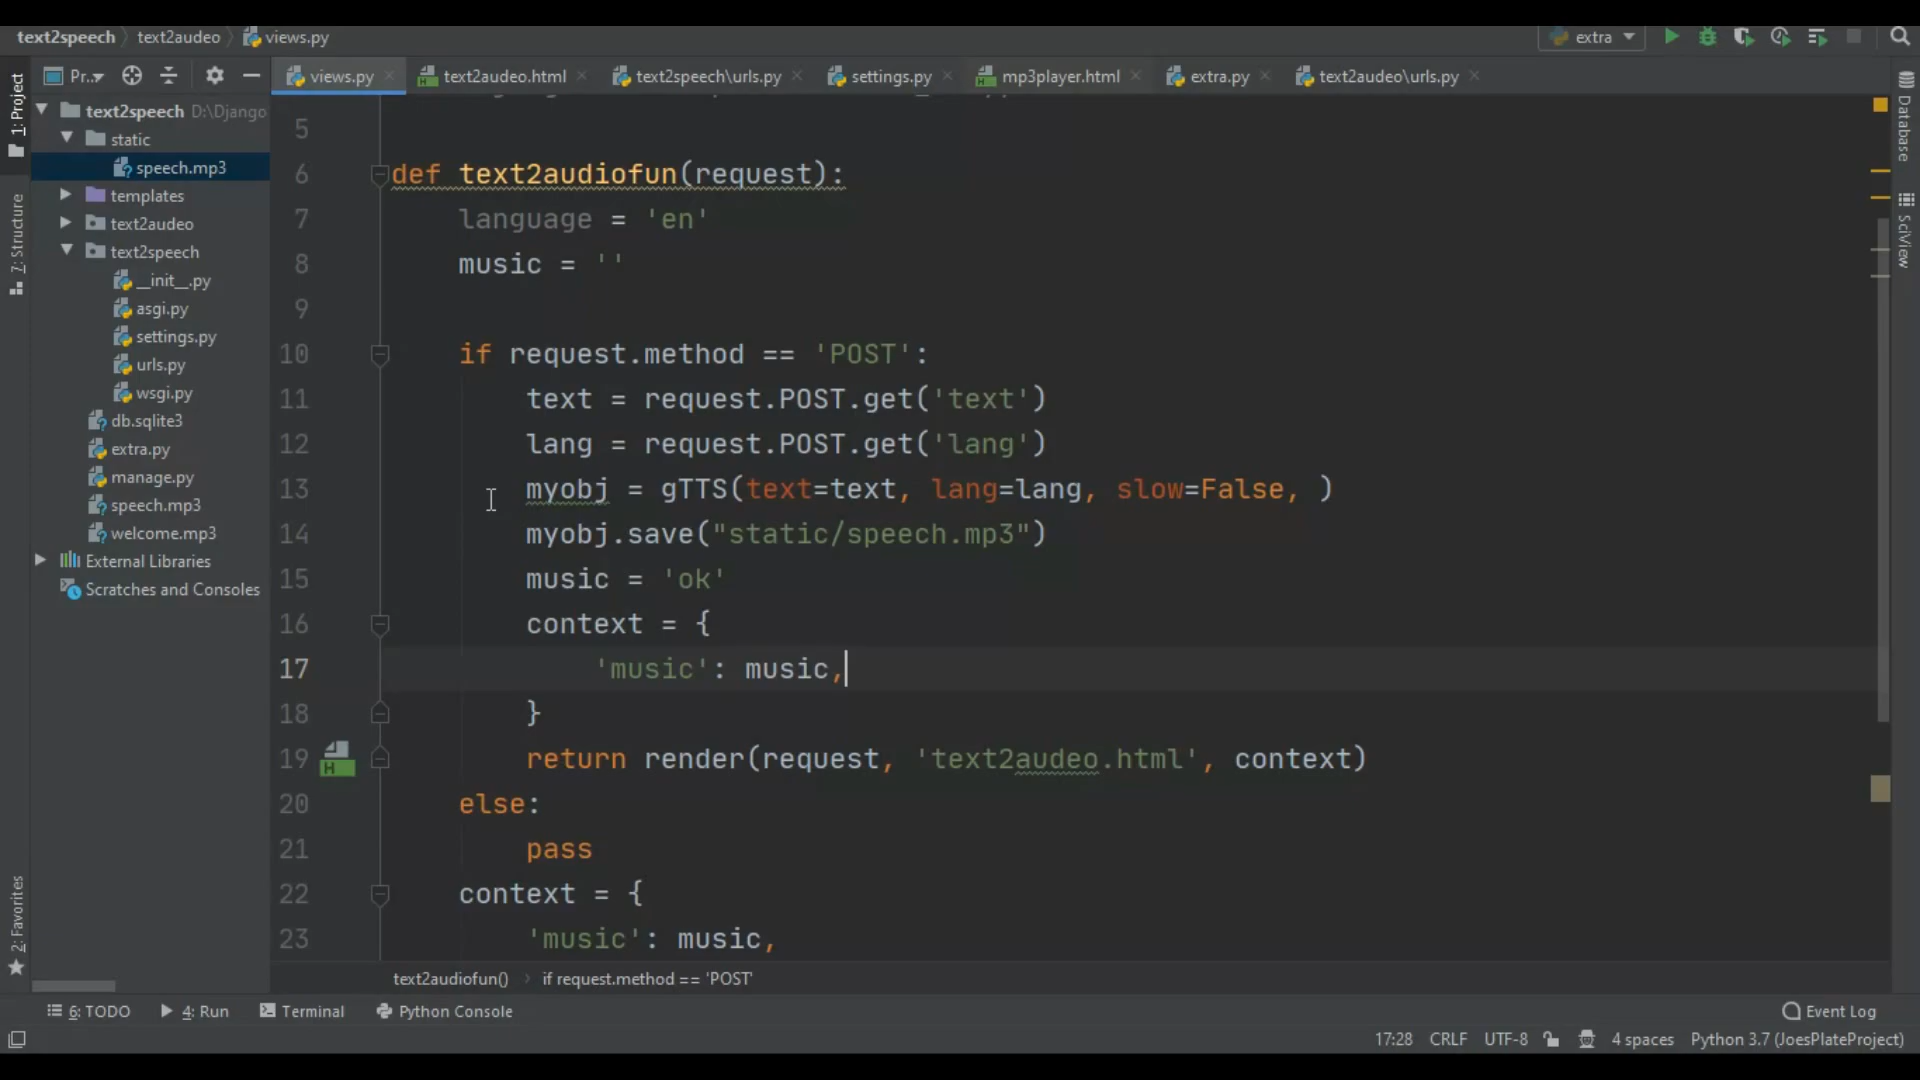 text2speech
text2audeo
views.py
extra
1: Project
Pr..
views.py
text2audeo.html
text2speech\urls.py
settings.py
mp3player.html
extra.py
text2audeo\urls.py
Database
SciView
7: Structure
2: Favorites
text2speech D:\Django
static
speech.mp3
templates
text2audeo
text2speech
__init__.py
asgi.py
settings.py
urls.py
wsgi.py
db.sqlite3
extra.py
manage.py
speech.mp3
welcome.mp3
External Libraries
Scratches and Consoles
5
6 def text2audiofun(request):
7 language = 'en'
8 music = ''
9
10 if request.method == 'POST':
11 text = request.POST.get('text')
12 lang = request.POST.get('lang')
13 myobj = gTTS(text=text, lang=lang, slow=False, )
14 myobj.save("static/speech.mp3")
15 music = 'ok'
16 context = {
17 'music': music,
18 }
19 return render(request, 'text2audeo.html', context)
20 else:
21 pass
22 context = {
23 'music': music,
text2audiofun()
if request.method == 'POST'
6: TODO
4: Run
Terminal
Python Console
Event Log
17:28 CRLF UTF-8 4 spaces Python 3.7 (JoesPlateProject)